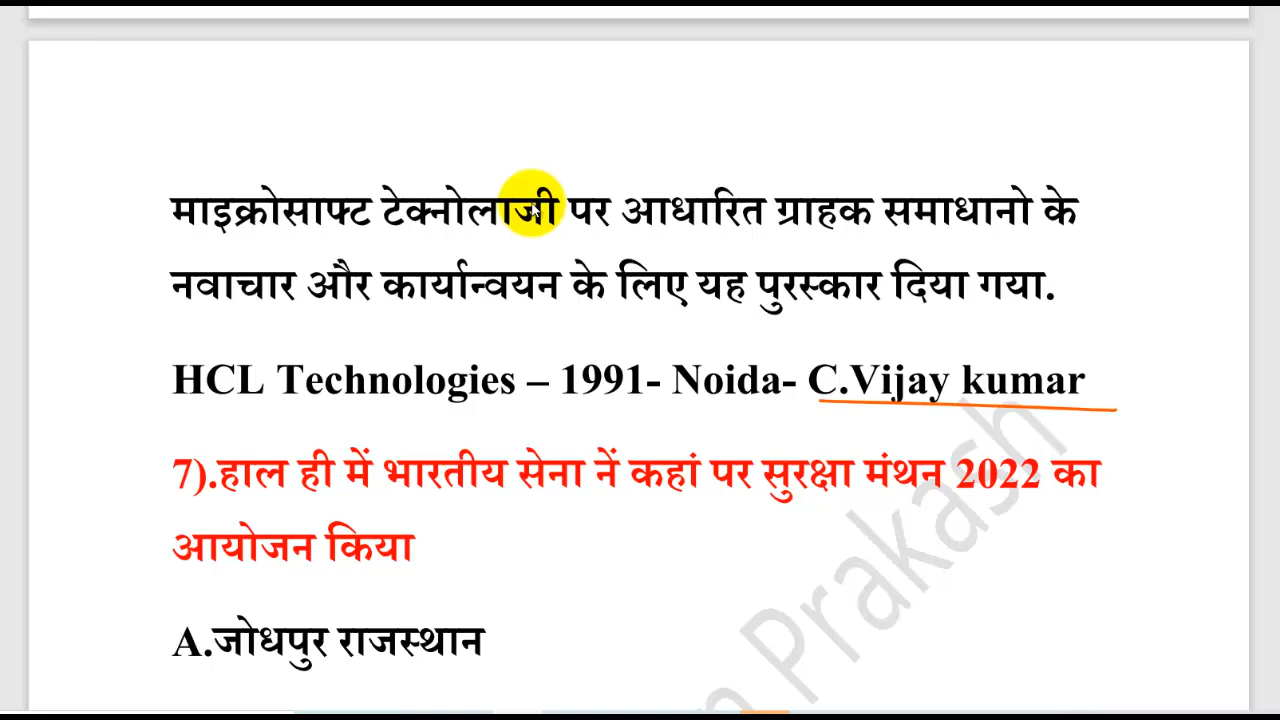 माइक्रोसाफ्ट टेक्नोलाजी पर आधारित ग्राहक समाधानो के
नवाचार और कार्यान्वयन के लिए यह पुरस्कार दिया गया.
HCL Technologies – 1991- Noida- C.Vijay kumar
7).हाल ही में भारतीय सेना नें कहां पर सुरक्षा मंथन 2022 का
आयोजन किया
A.जोधपुर राजस्थान
Prakash